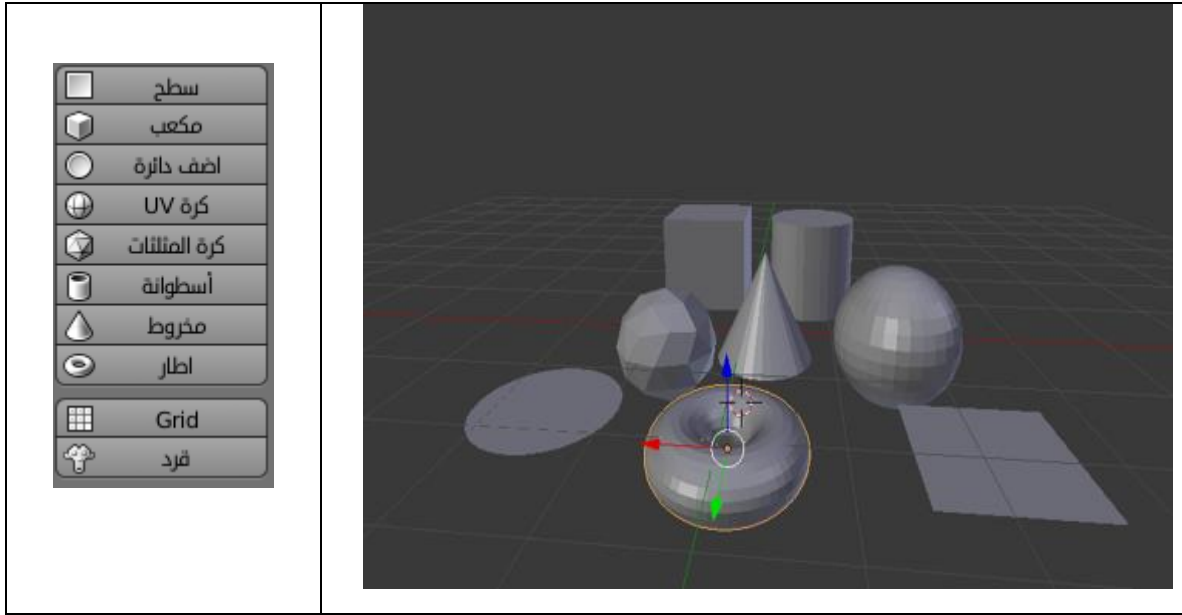 سطح
مكعب
اضف دائرة
كرة UV
كرة المثلثات
أسطوانة
مخروط
اطار
Grid
قرد